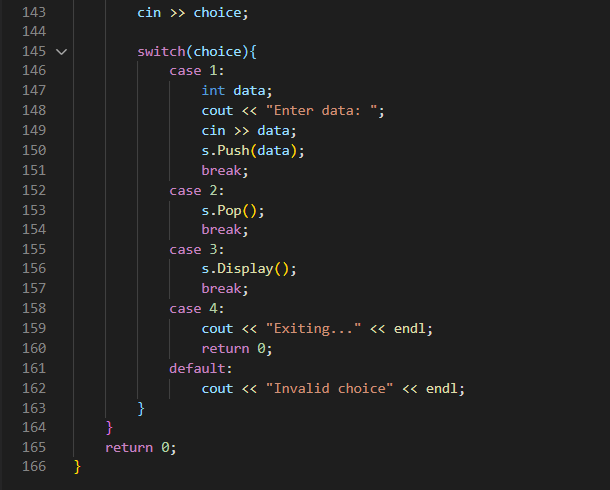 143 cin >> choice;
144
145 switch(choice){
146 case 1:
147 int data;
148 cout << "Enter data: ";
149 cin >> data;
150 s.Push(data);
151 break;
152 case 2:
153 s.Pop();
154 break;
155 case 3:
156 s.Display();
157 break;
158 case 4:
159 cout << "Exiting..." << endl;
160 return 0;
161 default:
162 cout << "Invalid choice" << endl;
163 }
164 }
165 return 0;
166 }